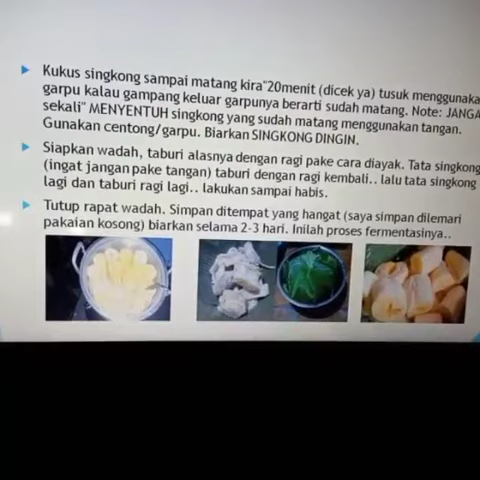 Kukus singkong sampai matang kira"20menit (dicek ya) tusuk menggunaka
garpu kalau gampang keluar garpunya berarti sudah matang. Note: JANGA
sekali" MENYENTUH singkong yang sudah matang menggunakan tangan.
Gunakan centong/garpu. Biarkan SINGKONG DINGIN.
Siapkan wadah, taburi alasnya dengan ragi pake cara diayak. Tata singkong
(ingat jangan pake tangan) taburi dengan ragi kembali.. lalu tata singkong
lagi dan taburi ragi lagi.. lakukan sampai habis.
Tutup rapat wadah. Simpan ditempat yang hangat (saya simpan dilemari
pakaian kosong) biarkan selama 2-3 hari. Inilah proses fermentasinya..